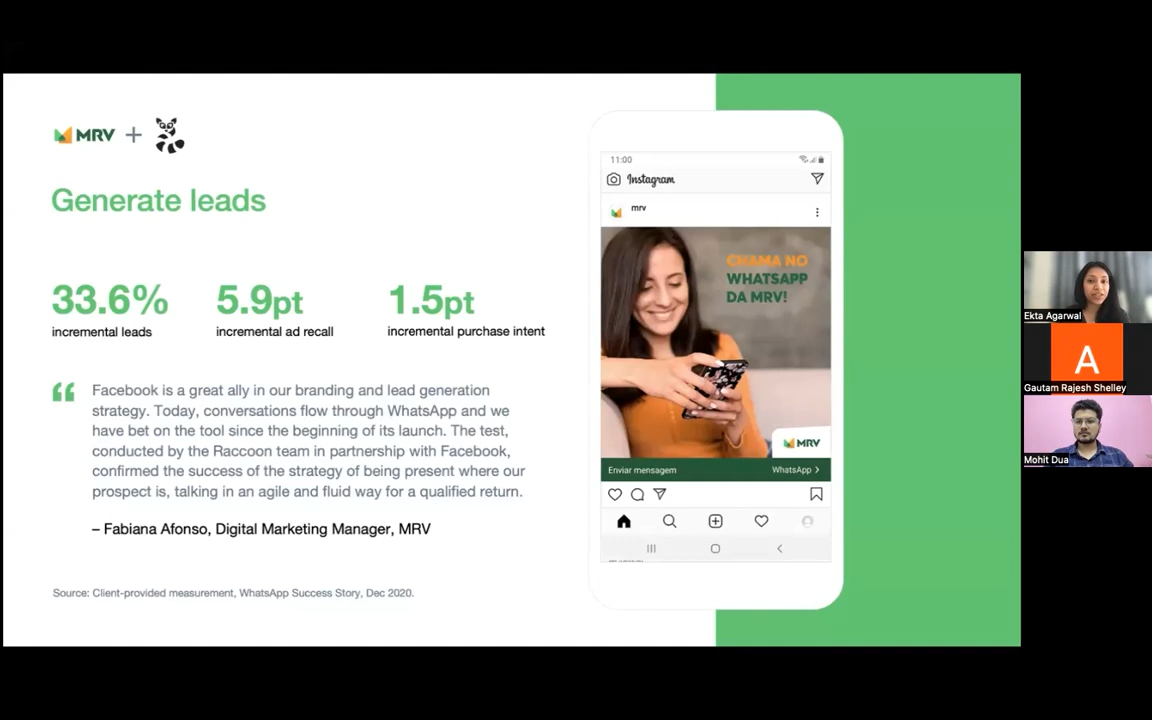 MRV +
Generate leads
33.6%
incremental leads
5.9pt
incremental ad recall
1.5pt
incremental purchase intent
“ Facebook is a great ally in our branding and lead generation
strategy. Today, conversations flow through WhatsApp and we
have bet on the tool since the beginning of its launch. The test,
conducted by the Raccoon team in partnership with Facebook,
confirmed the success of the strategy of being present where our
prospect is, talking in an agile and fluid way for a qualified return.
– Fabiana Afonso, Digital Marketing Manager, MRV
Source: Client-provided measurement, WhatsApp Success Story, Dec 2020.
11:00
Instagram
mrv
CHAMA NO
WHATSAPP
DA MRV!
MRV
Enviar mensagem WhatsApp >
Ekta Agarwal
A
Gautam Rajesh Shelley
Mohit Dua